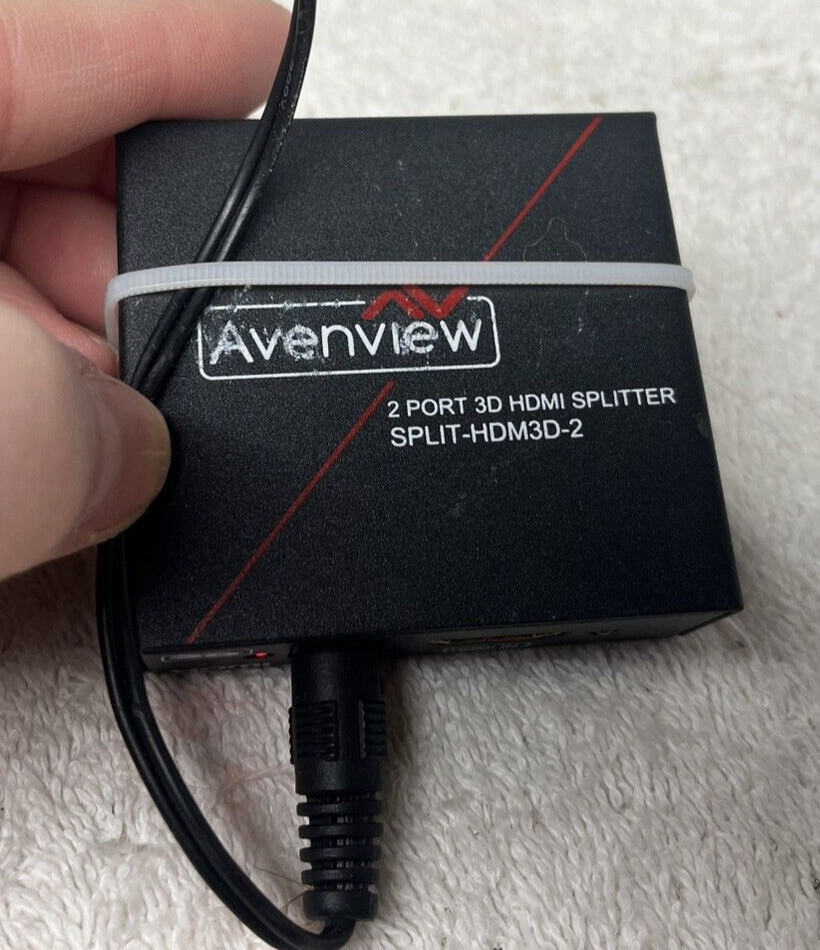 Avenview
2 PORT 3D HDMI SPLITTER
SPLIT-HDM3D-2